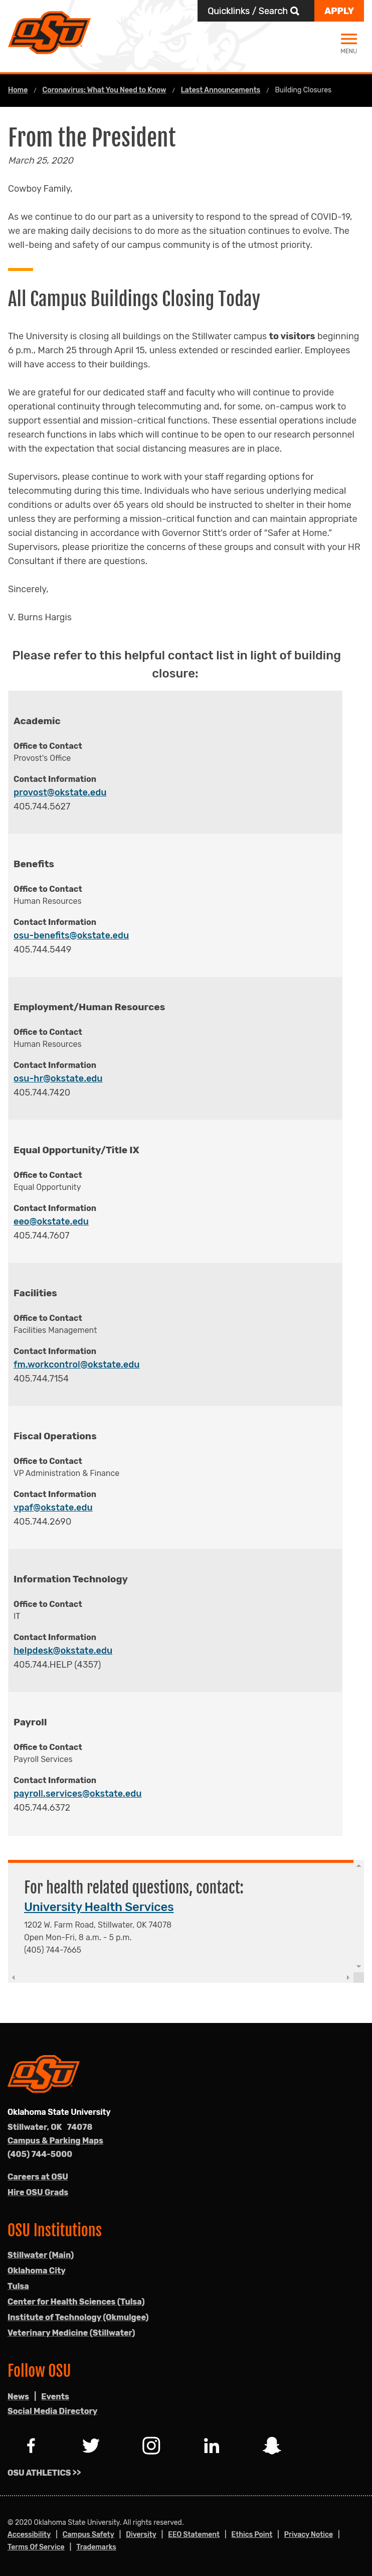 Quicklinks / Search
APPLY
OSU
MENU
Home / Coronavirus: What You Need to Know / Latest Announcements / Building Closures
From the President
March 25, 2020
Cowboy Family,
As we continue to do our part as a university to respond to the spread of COVID-19,
we are making daily decisions to do more as the situation continues to evolve. The
well-being and safety of our campus community is of the utmost priority.
All Campus Buildings Closing Today
The University is closing all buildings on the Stillwater campus to visitors beginning
6 p.m., March 25 through April 15, unless extended or rescinded earlier. Employees
will have access to their buildings.
We are grateful for our dedicated staff and faculty who will continue to provide
operational continuity through telecommuting and, for some, on-campus work to
support essential and mission-critical functions. These essential operations include
research functions in labs which will continue to be open to our research personnel
with the expectation that social distancing measures are in place.
Supervisors, please continue to work with your staff regarding options for
telecommuting during this time. Individuals who have serious underlying medical
conditions or adults over 65 years old should be instructed to shelter in their home
unless they are performing a mission-critical function and can maintain appropriate
social distancing in accordance with Governor Stitt's order of "Safer at Home."
Supervisors, please prioritize the concerns of these groups and consult with your HR
Consultant if there are questions.
Sincerely,
V. Burns Hargis
Please refer to this helpful contact list in light of building
closure:
Academic
Office to Contact
Provost's Office
Contact Information
provost@okstate.edu
405.744.5627
Benefits
Office to Contact
Human Resources
Contact Information
osu-benefits@okstate.edu
405.744.5449
Employment/Human Resources
Office to Contact
Human Resources
Contact Information
osu-hr@okstate.edu
405.744.7420
Equal Opportunity/Title IX
Office to Contact
Equal Opportunity
Contact Information
eeo@okstate.edu
405.744.7607
Facilities
Office to Contact
Facilities Management
Contact Information
fm.workcontrol@okstate.edu
405.744.7154
Fiscal Operations
Office to Contact
VP Administration & Finance
Contact Information
vpaf@okstate.edu
405.744.2690
Information Technology
Office to Contact
IT
Contact Information
helpdesk@okstate.edu
405.744.HELP (4357)
Payroll
Office to Contact
Payroll Services
Contact Information
payroll.services@okstate.edu
405.744.6372
For health related questions, contact:
University Health Services
1202 W. Farm Road, Stillwater, OK 74078
Open Mon-Fri, 8 a.m. - 5 p.m.
(405) 744-7665
OSU
Oklahoma State University
Stillwater, OK 74078
Campus & Parking Maps
(405) 744-5000
Careers at OSU
Hire OSU Grads
OSU Institutions
Stillwater (Main)
Oklahoma City
Tulsa
Center for Health Sciences (Tulsa)
Institute of Technology (Okmulgee)
Veterinary Medicine (Stillwater)
Follow OSU
News | Events
Social Media Directory
OSU ATHLETICS >>
© 2020 Oklahoma State University. All rights reserved.
Accessibility | Campus Safety | Diversity | EEO Statement | Ethics Point | Privacy Notice |
Terms Of Service | Trademarks